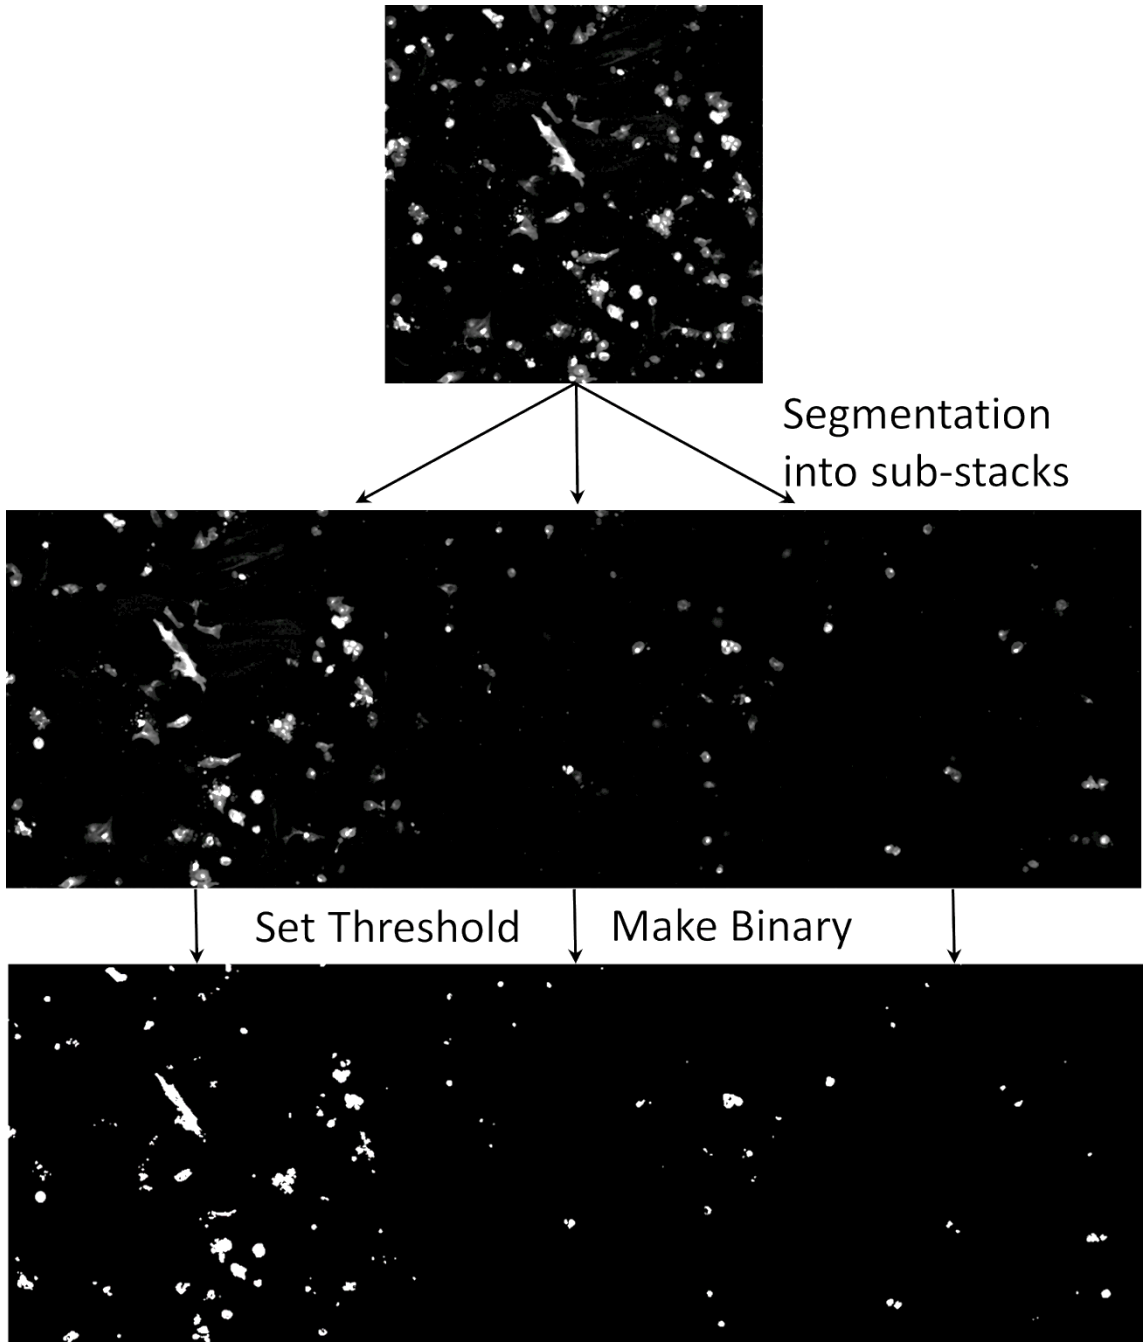 Segmentation
into sub-stacks
Set Threshold
Make Binary